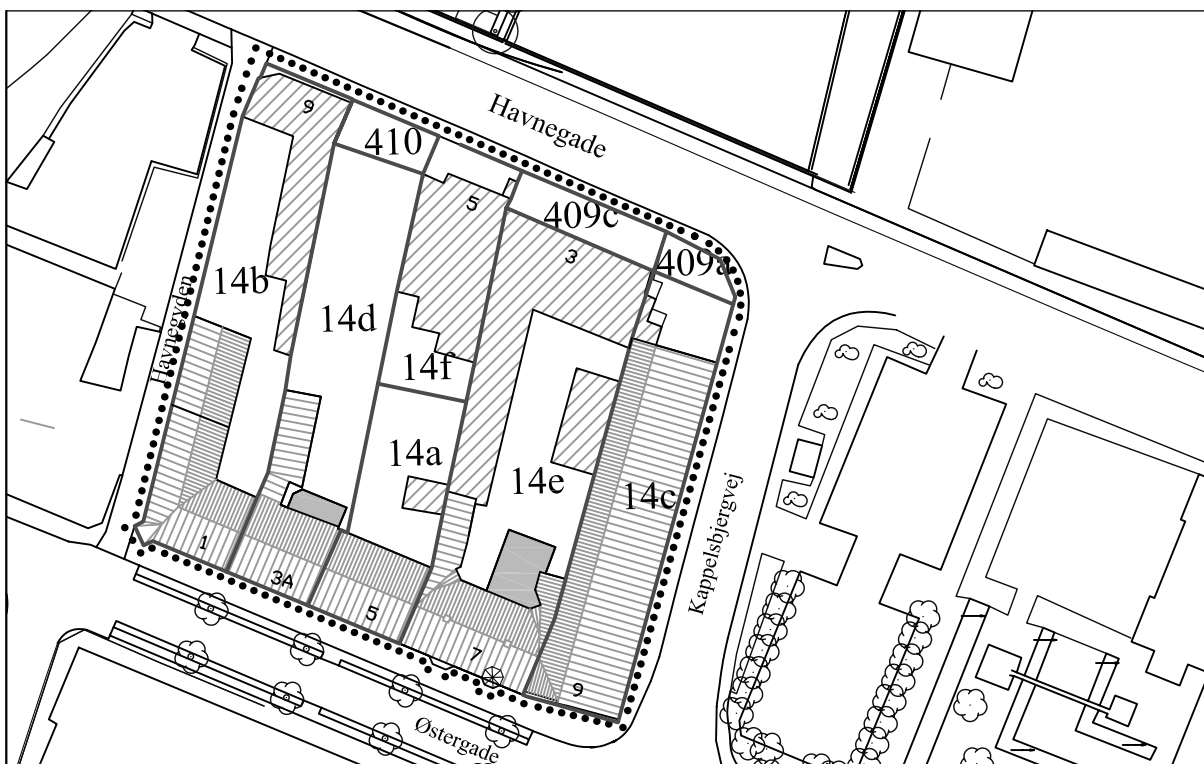 Havnegade
9
410
5
409c
3
409a
14b
Havnegyden
14d
14f
14a
14e
14c
Kappelsbjergvej
1
3A
5
7
9
Østergade